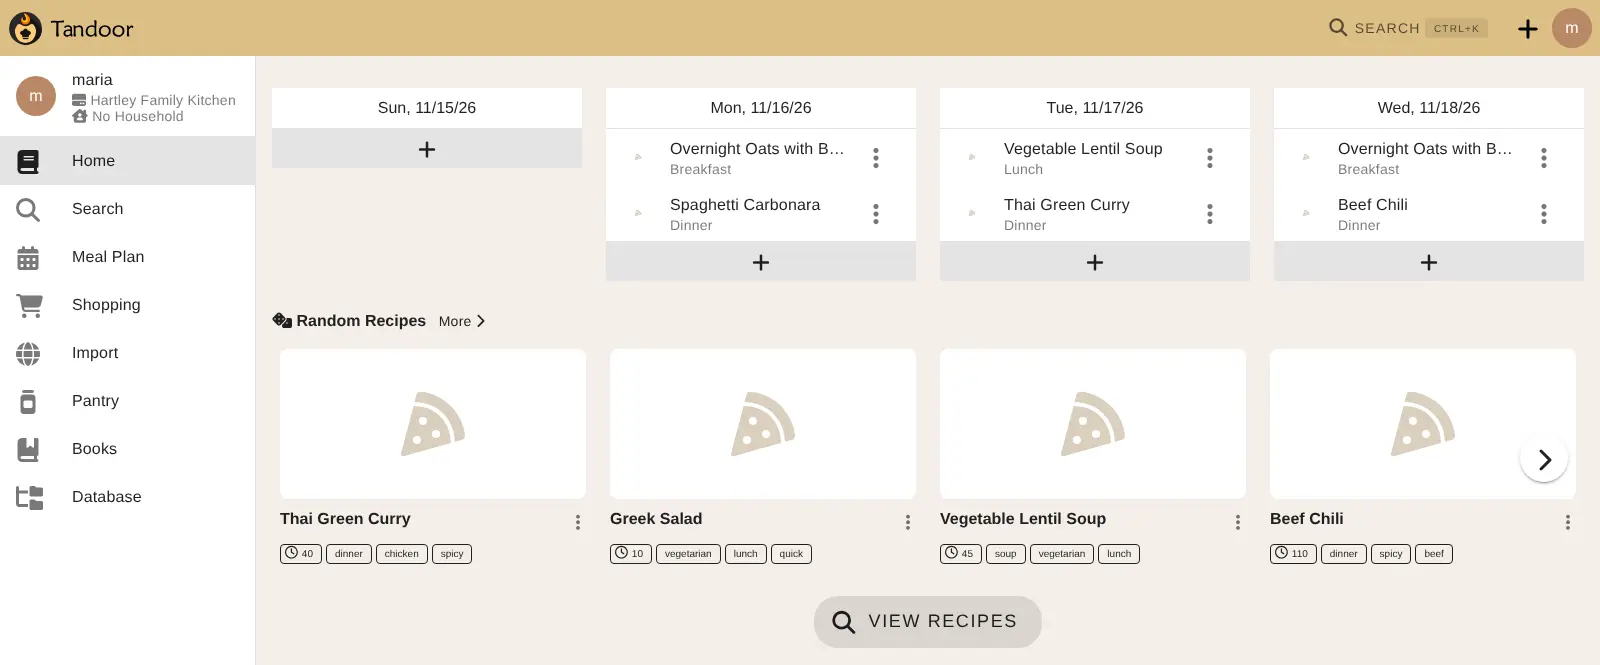 Tandoor
SEARCH CTRL+K
m
m
maria
Hartley Family Kitchen
No Household
Home
Search
Meal Plan
Shopping
Import
Pantry
Books
Database
Sun, 11/15/26
Mon, 11/16/26
Overnight Oats with B…
Breakfast
Spaghetti Carbonara
Dinner
Tue, 11/17/26
Vegetable Lentil Soup
Lunch
Thai Green Curry
Dinner
Wed, 11/18/26
Overnight Oats with B…
Breakfast
Beef Chili
Dinner
Random Recipes More
Thai Green Curry
40 dinner chicken spicy
Greek Salad
10 vegetarian lunch quick
Vegetable Lentil Soup
45 soup vegetarian lunch
Beef Chili
110 dinner spicy beef
VIEW RECIPES